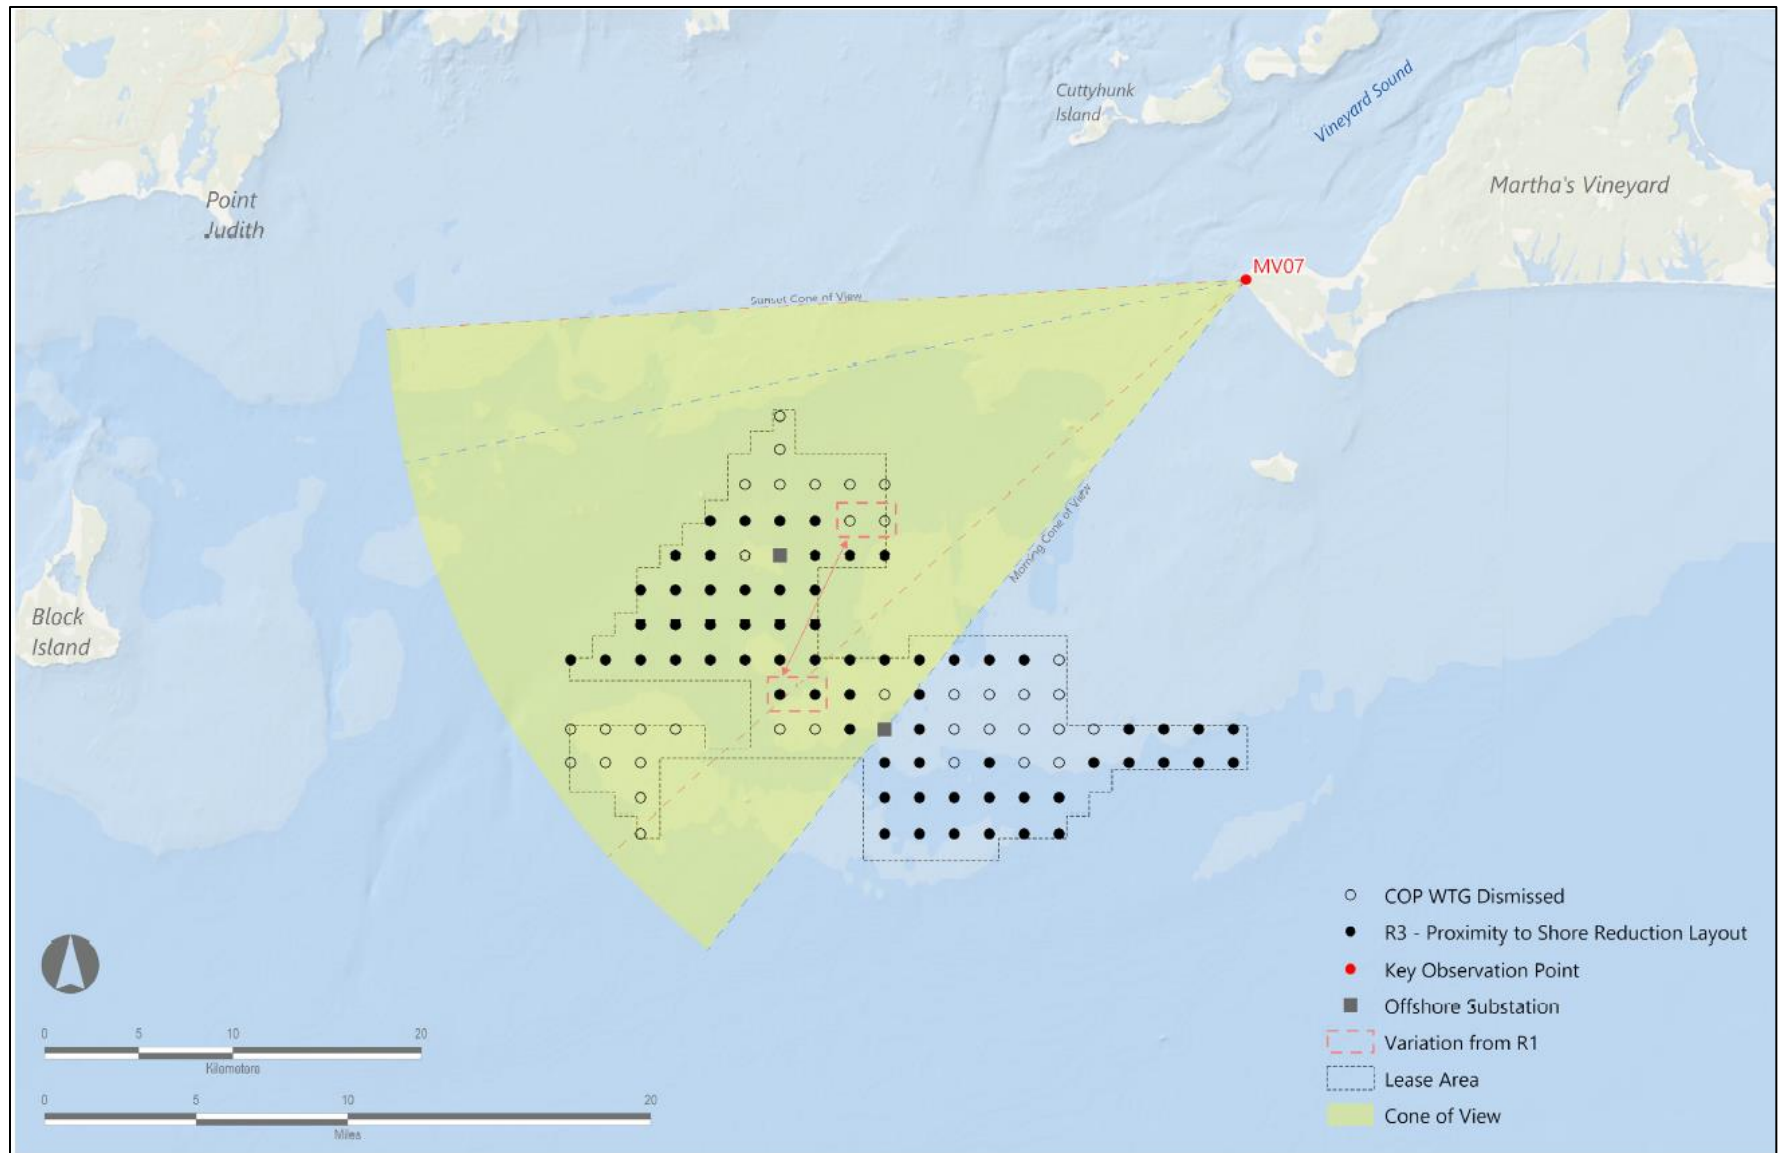 Cuttyhunk
Island
Vineyard Sound
Martha's Vineyard
Point
Judith
MV07
Sunset Cone of View
Morning Cone of View
Block
Island
COP WTG Dismissed
R3 - Proximity to Shore Reduction Layout
Key Observation Point
Offshore Substation
Variation from R1
Lease Area
Cone of View
0 5 10 20
Kilometers
0 5 10 20
Miles